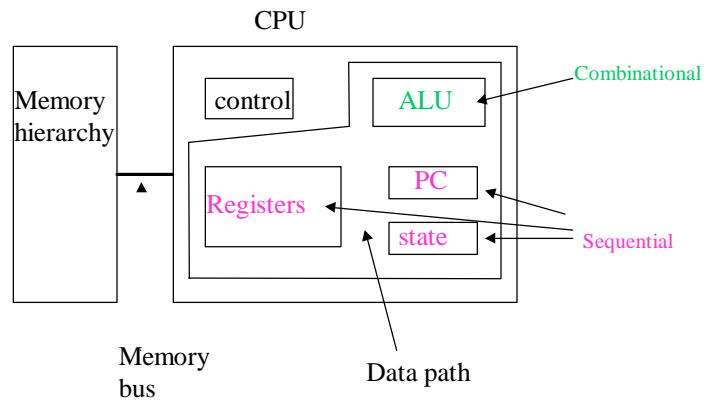 CPU
Memory
hierarchy
control
ALU
Combinational
Registers
PC
state
Sequential
Memory
bus
Data path